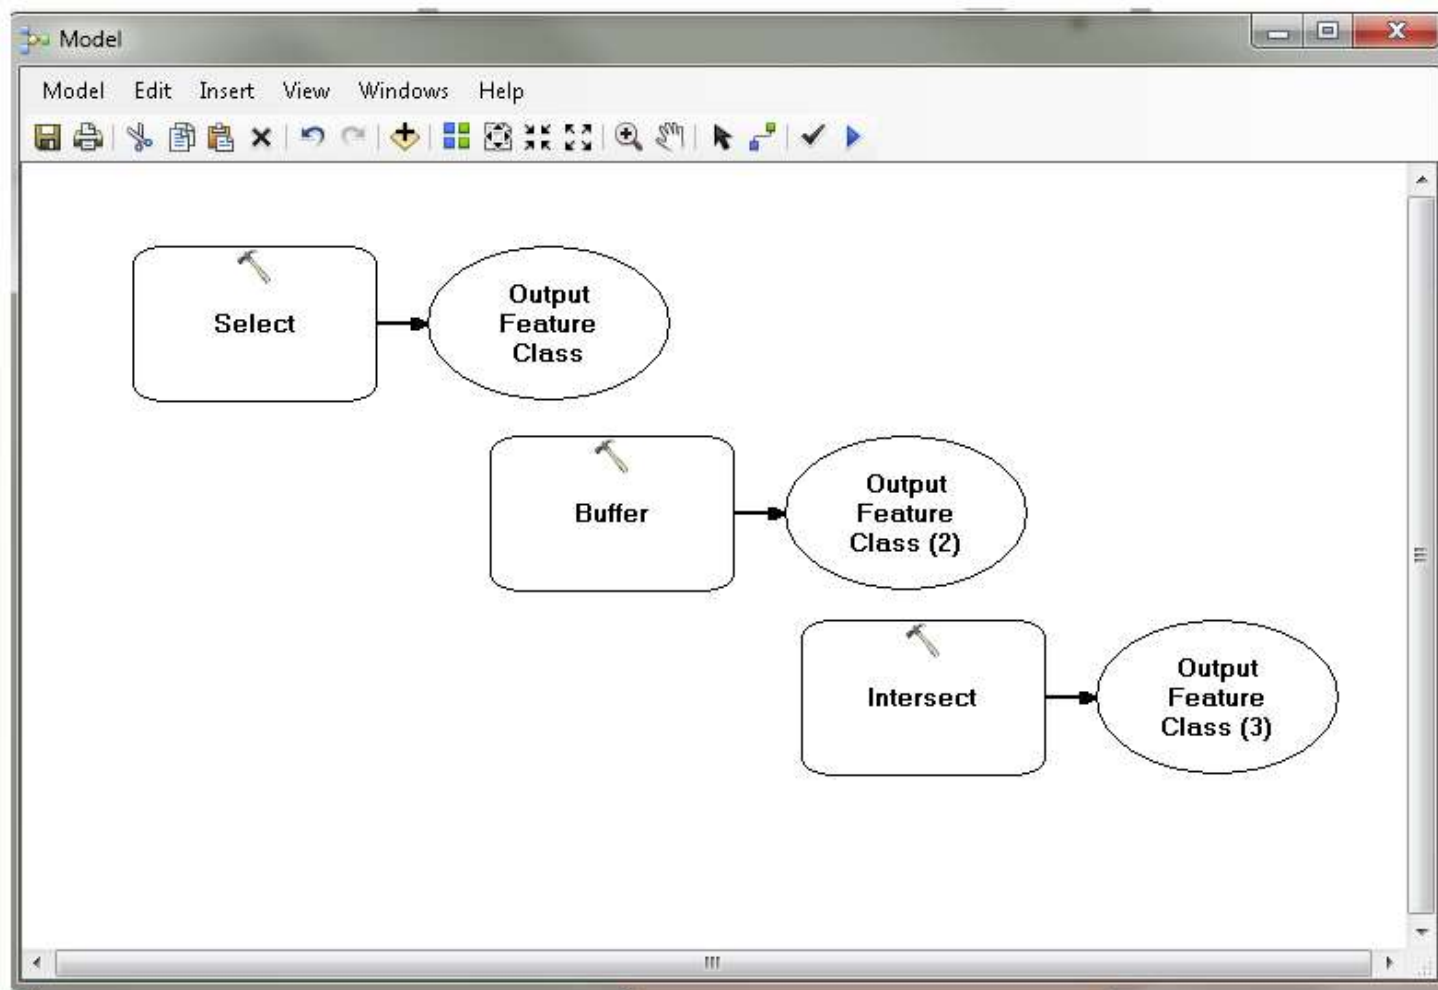 Model
Model Edit Insert View Windows Help
Select
Output
Feature
Class
Buffer
Output
Feature
Class (2)
Intersect
Output
Feature
Class (3)